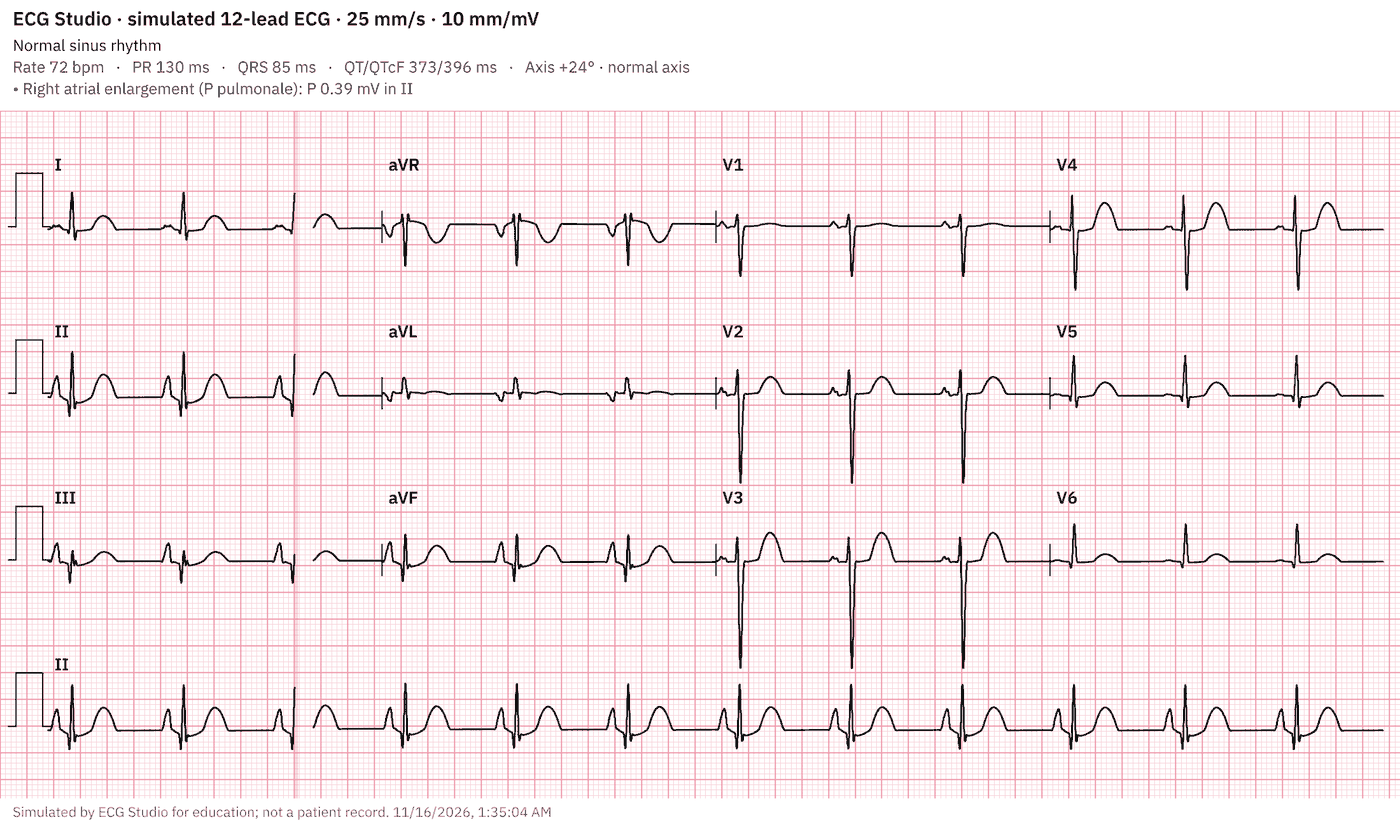 ECG Studio · simulated 12-lead ECG · 25 mm/s · 10 mm/mV
Normal sinus rhythm
Rate 72 bpm · PR 130 ms · QRS 85 ms · QT/QTcF 373/396 ms · Axis +24° · normal axis
• Right atrial enlargement (P pulmonale): P 0.39 mV in II
I aVR V1 V4
II aVL V2 V5
III aVF V3 V6
II
Simulated by ECG Studio for education; not a patient record. 11/16/2026, 1:35:04 AM